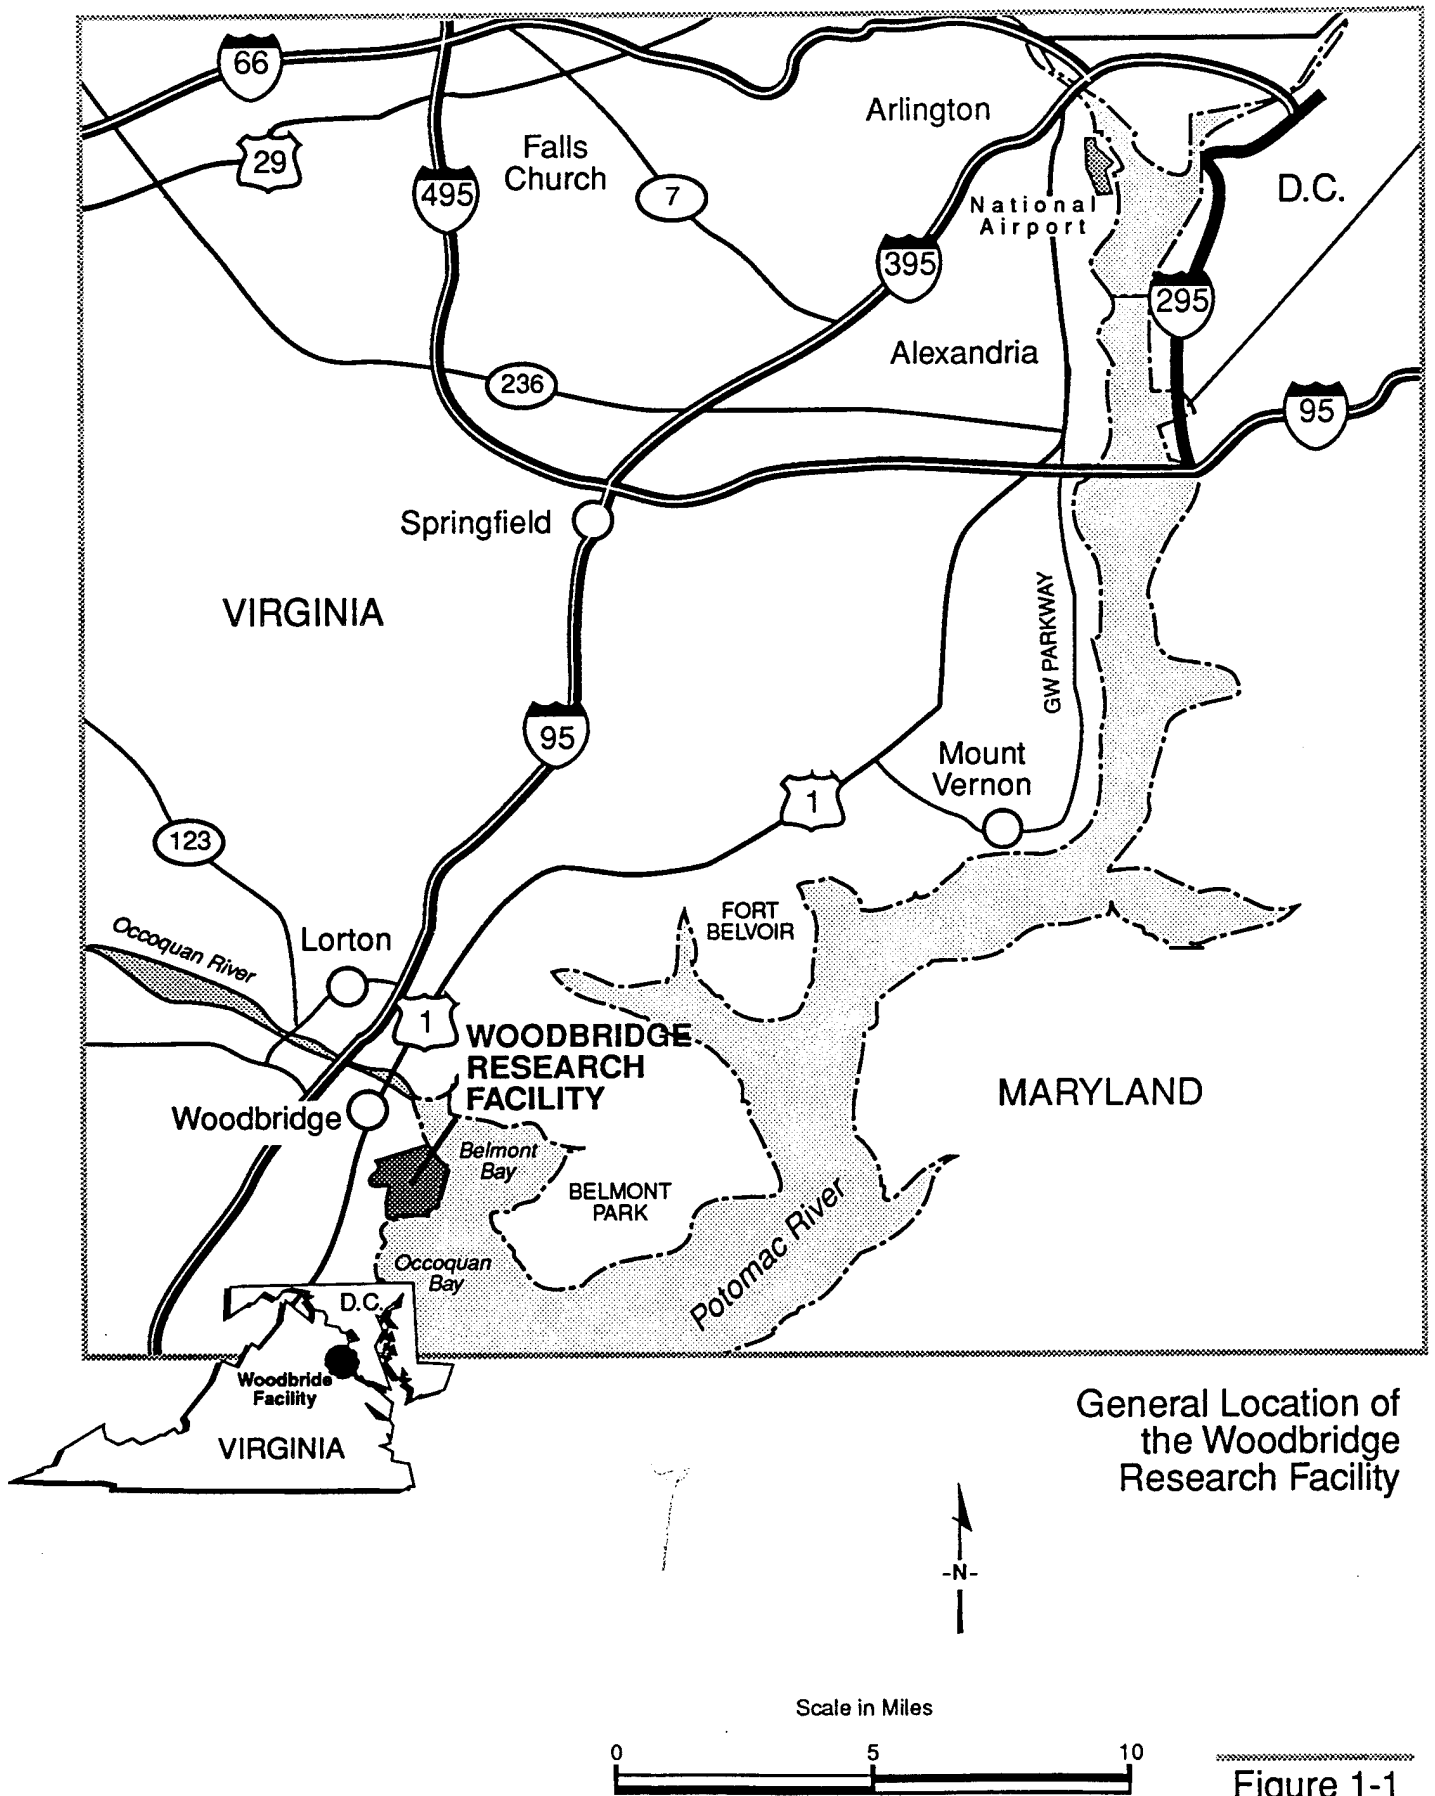 66
Arlington
29
Falls
Church
495
7
D.C.
National
Airport
395
295
Alexandria
236
95
Springfield
VIRGINIA
GW PARKWAY
95
Mount
Vernon
1
123
FORT
BELVOIR
Occoquan River
Lorton
1
WOODBRIDGE
RESEARCH
FACILITY
MARYLAND
Woodbridge
Belmont
Bay
BELMONT
PARK
Potomac River
Occoquan
Bay
D.C.
Woodbride
Facility
VIRGINIA
General Location of
the Woodbridge
Research Facility
-N-
Scale in Miles
0 5 10
Figure 1-1